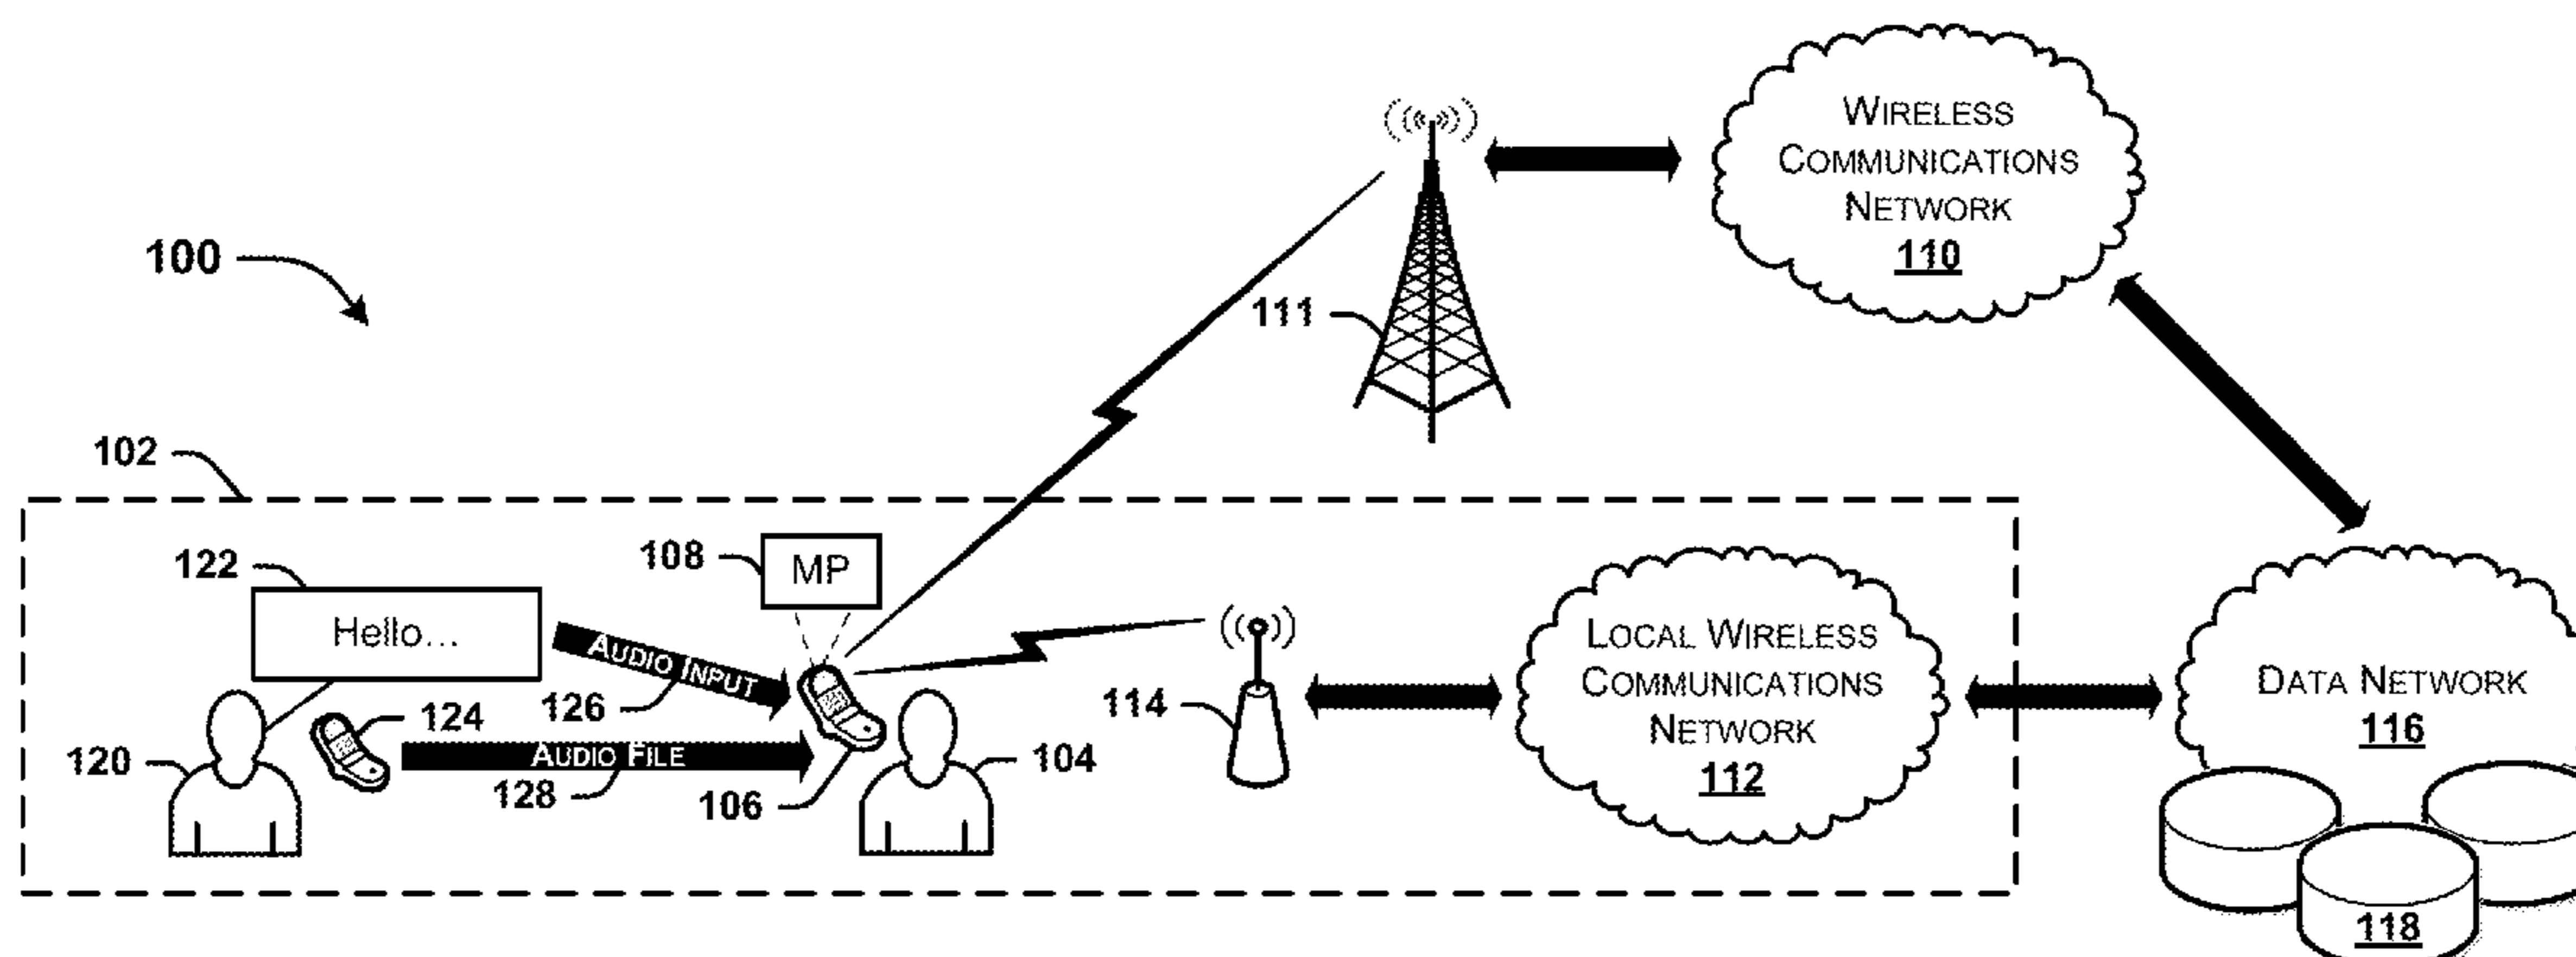 WIRELESS
COMMUNICATIONS
NETWORK
110
100
111
102
108
MP
122
Hello...
AUDIO INPUT
126
124
AUDIO FILE
128
106
120
104
114
LOCAL WIRELESS
COMMUNICATIONS
NETWORK
112
DATA NETWORK
116
118